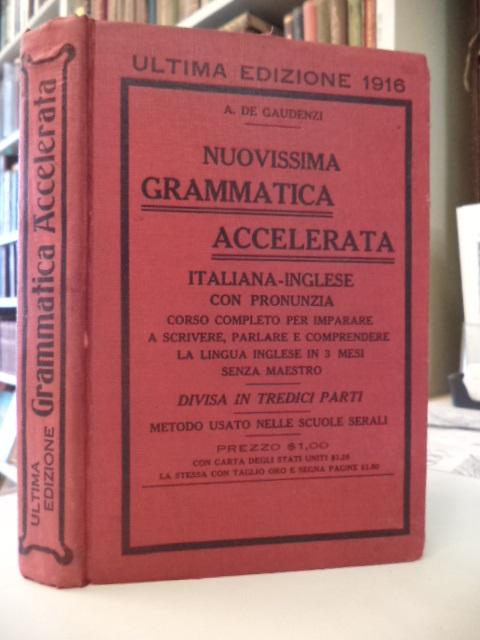 ULTIMA EDIZIONE 1916
A. DE GAUDENZI
NUOVISSIMA
GRAMMATICA
ACCELERATA
ITALIANA-INGLESE
CON PRONUNZIA
CORSO COMPLETO PER IMPARARE
A SCRIVERE, PARLARE E COMPRENDERE
LA LINGUA INGLESE IN 3 MESI
SENZA MAESTRO
DIVISA IN TREDICI PARTI
METODO USATO NELLE SCUOLE SERALI
PREZZO $1,00
CON CARTA DEGLI STATI UNITI $1.25
LA STESSA CON TAGLIO ORO E SEGNA PAGINE $1.50
Grammatica Accelerata
ULTIMA
EDIZIONE